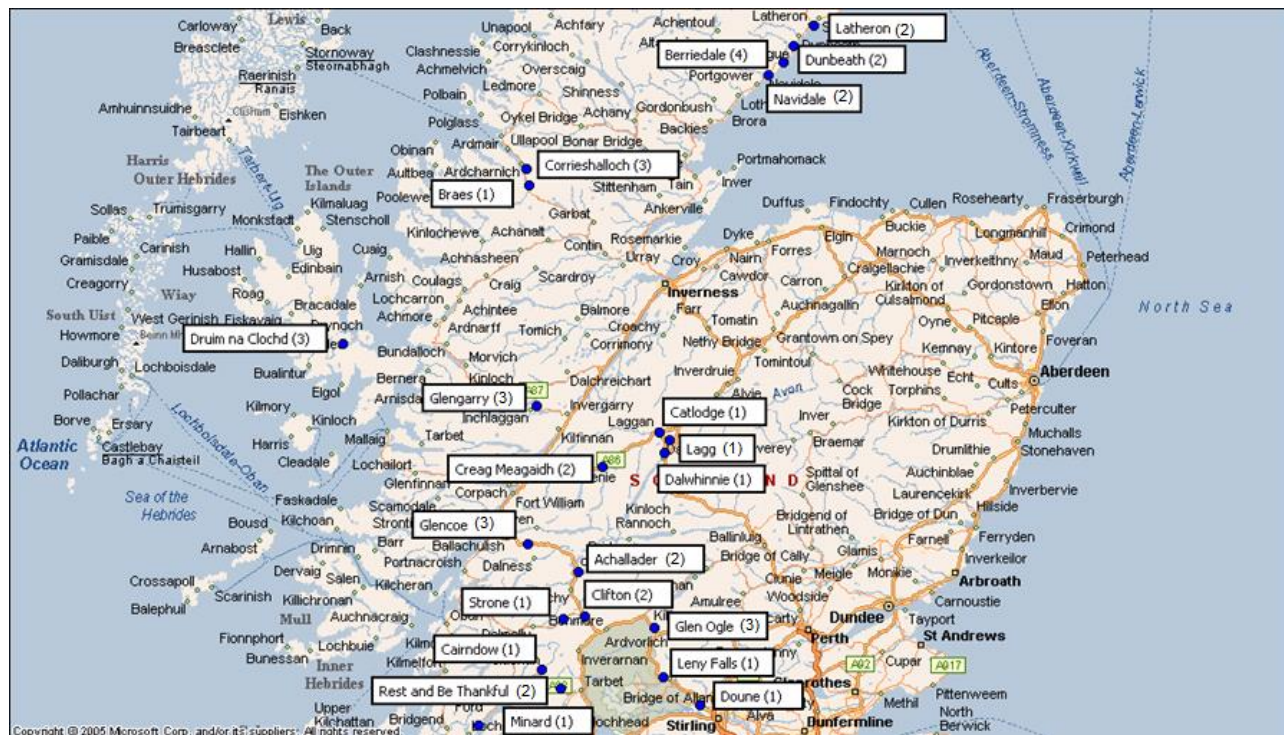 Lewis
Carloway
Back
Breasclete
Stornoway
Steornabhagh
Raerinish
Ranais
Amhuinnsuidhe
Clisham
Eishken
Tairbeart
Harris
Outer Hebrides
Tarbert-Uig
The Outer
Islands
Kilmaluag
Stenscholl
Monkstadt
Sollas
Trumisgarry
Paible
Carinish
Gramisdale
Creagorry
Wiay
Hallin
Uig
Husabost
Edinbain
Roag
Bracadale
Cuaig
South Uist
Howmore
West Gerinish
Fiskavaig
Daliburgh
Lochboisdale
Pollachar
Borve
Ersary
Castlebay
Bagh a Chaisteil
Atlantic
Ocean
Sea of the
Hebrides
Lochboisdale-Oban
Druim na Clochd (3)
Bualintur
Elgol
Kilmory
Kinloch
Harris
Cleadale
Unapool
Achfary
Achentoul
Latheron
Latheron (2)
Clashnessie
Corrykinloch
Achmelvich
Overscaig
Ledmore
Shinness
Polbain
Polglass
Oykel Bridge
Achany
Gordonbush
Portgower
Berriedale (4)
Dunbeath (2)
Navidale (2)
Brora
Backies
Ardmair
Ullapool
Bonar Bridge
Obinan
Aultbea
Ardcharnich
Corrieshalloch (3)
Braes (1)
Portmahomack
Tain
Inver
Stittenham
Ankerville
Garbat
Kinlochewe
Achanalt
Contin
Rosemarkie
Urray
Croy
Achnasheen
Arnish
Coulags
Craig
Scardroy
Lochcarron
Achmore
Achintee
Ardnarff
Tomich
Balmore
Croachy
Corrimony
Bundalloch
Morvich
Bernera
Kinloch
Dalchreichart
A87
Glengarry (3)
Inchlaggan
Invergarry
Mallaig
Tarbet
Kilfinnan
Laggan
Inverness
Farr
Dyke
Nairn
Cawdor
Forres
Duffus
Findochty
Cullen
Rosehearty
Fraserburgh
Elgin
Buckie
Longmanhill
Crimond
Marnoch
Maud
Craigellachie
Inverkeithny
Peterhead
Carron
Kirkton of
Culsalmond
Gordonstown
Hatton
Auchnagallin
Ellon
Tomatin
Oyne
Pitcaple
Nethy Bridge
Grantown on Spey
Foveran
Kemnay
Kintore
Inverdruie
Tomintoul
Whitehouse
Echt
Aberdeen
Alvie
Avon
Cock
Bridge
Torphins
Cults
Peterculter
Catlodge (1)
Lagg (1)
Dalwhinnie (1)
Inver
Kirkton of Durris
Muchalls
Braemar
Drumlithie
Stonehaven
Creag Meagaidh (2)
A86
Spittal of
Glenshee
Auchinblae
Laurencekirk
Inverbervie
Lochailort
Glenfinnan
Corpach
Fort William
Kinloch
Rannoch
Bridgend of
Lintrathen
Bridge of Dun
Hillside
Faskadale
Scamodale
Kilchoan
Bousd
Arnabost
Drimnin
Barr
Glencoe (3)
Ballachulish
Ballinluig
Bridge of Cally
Glamis
Farnell
Ferryden
Inverkeilor
Dalness
Achallader (2)
Portnacroish
Dervaig
Salen
Kilcheran
Crossapoll
Scarinish
Killichronan
Balephuil
Clunie
Meigle
Monikie
Arbroath
Strone (1)
Clifton (2)
Amulree
Woodside
Carnoustie
Mull
Auchnacraig
Glen Ogle (3)
Dundee
Tayport
Perth
St Andrews
Fionnphort
Lochbuie
Bunessan
Ardvorlich
Inner
Hebrides
Kilmelfort
Cairndow (1)
Inverarnan
Leny Falls (1)
A92
Cupar
A917
Rest and Be Thankful (2)
Tarbet
Bridge of Allan
Doune (1)
Pittenweem
Methil
Upper
Kilchattan
Bridgend
Ford
Minard (1)
Stirling
Alva
Dunfermline
North
Berwick
Aberdeen-Stromness
Aberdeen-Kirkwall
Aberdeen-Lerwick
North Sea
Copyright © 2005 Microsoft Corp. and/or its suppliers. All rights reserved.